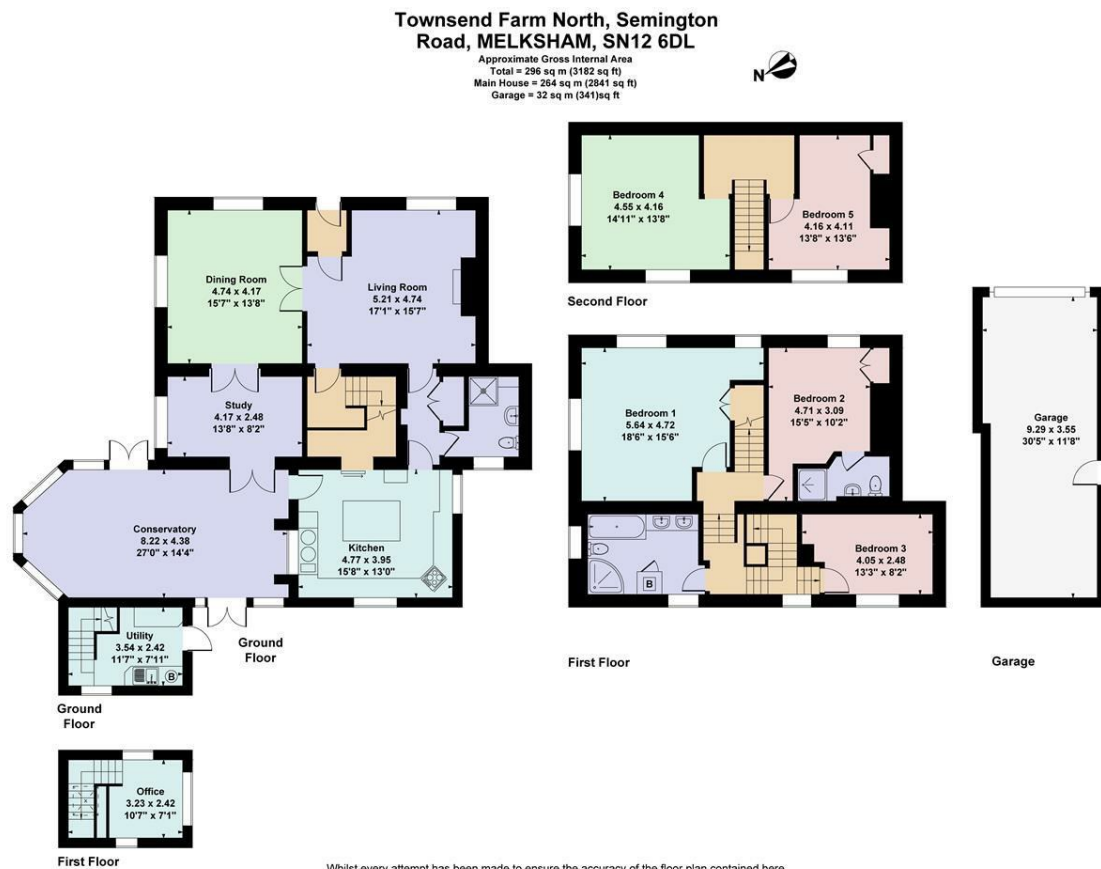 Townsend Farm North, Semington
Road, MELKSHAM, SN12 6DL
Approximate Gross Internal Area
Total = 296 sq m (3182 sq ft)
Main House = 264 sq m (2841 sq ft)
Garage = 32 sq m (341)sq ft
N
Bedroom 4
4.55 x 4.16
14'11" x 13'8"
Bedroom 5
4.16 x 4.11
13'8" x 13'6"
Second Floor
Dining Room
4.74 x 4.17
15'7" x 13'8"
Living Room
5.21 x 4.74
17'1" x 15'7"
Study
4.17 x 2.48
13'8" x 8'2"
Conservatory
8.22 x 4.38
27'0" x 14'4"
Kitchen
4.77 x 3.95
15'8" x 13'0"
Utility
3.54 x 2.42
11'7" x 7'11"
B
Ground
Floor
Ground
Floor
Office
3.23 x 2.42
10'7" x 7'1"
First Floor
Bedroom 1
5.64 x 4.72
18'6" x 15'6"
Bedroom 2
4.71 x 3.09
15'5" x 10'2"
Bedroom 3
4.05 x 2.48
13'3" x 8'2"
B
First Floor
Garage
9.29 x 3.55
30'5" x 11'8"
Garage
Whilst every attempt has been made to ensure the accuracy of the floor plan contained here